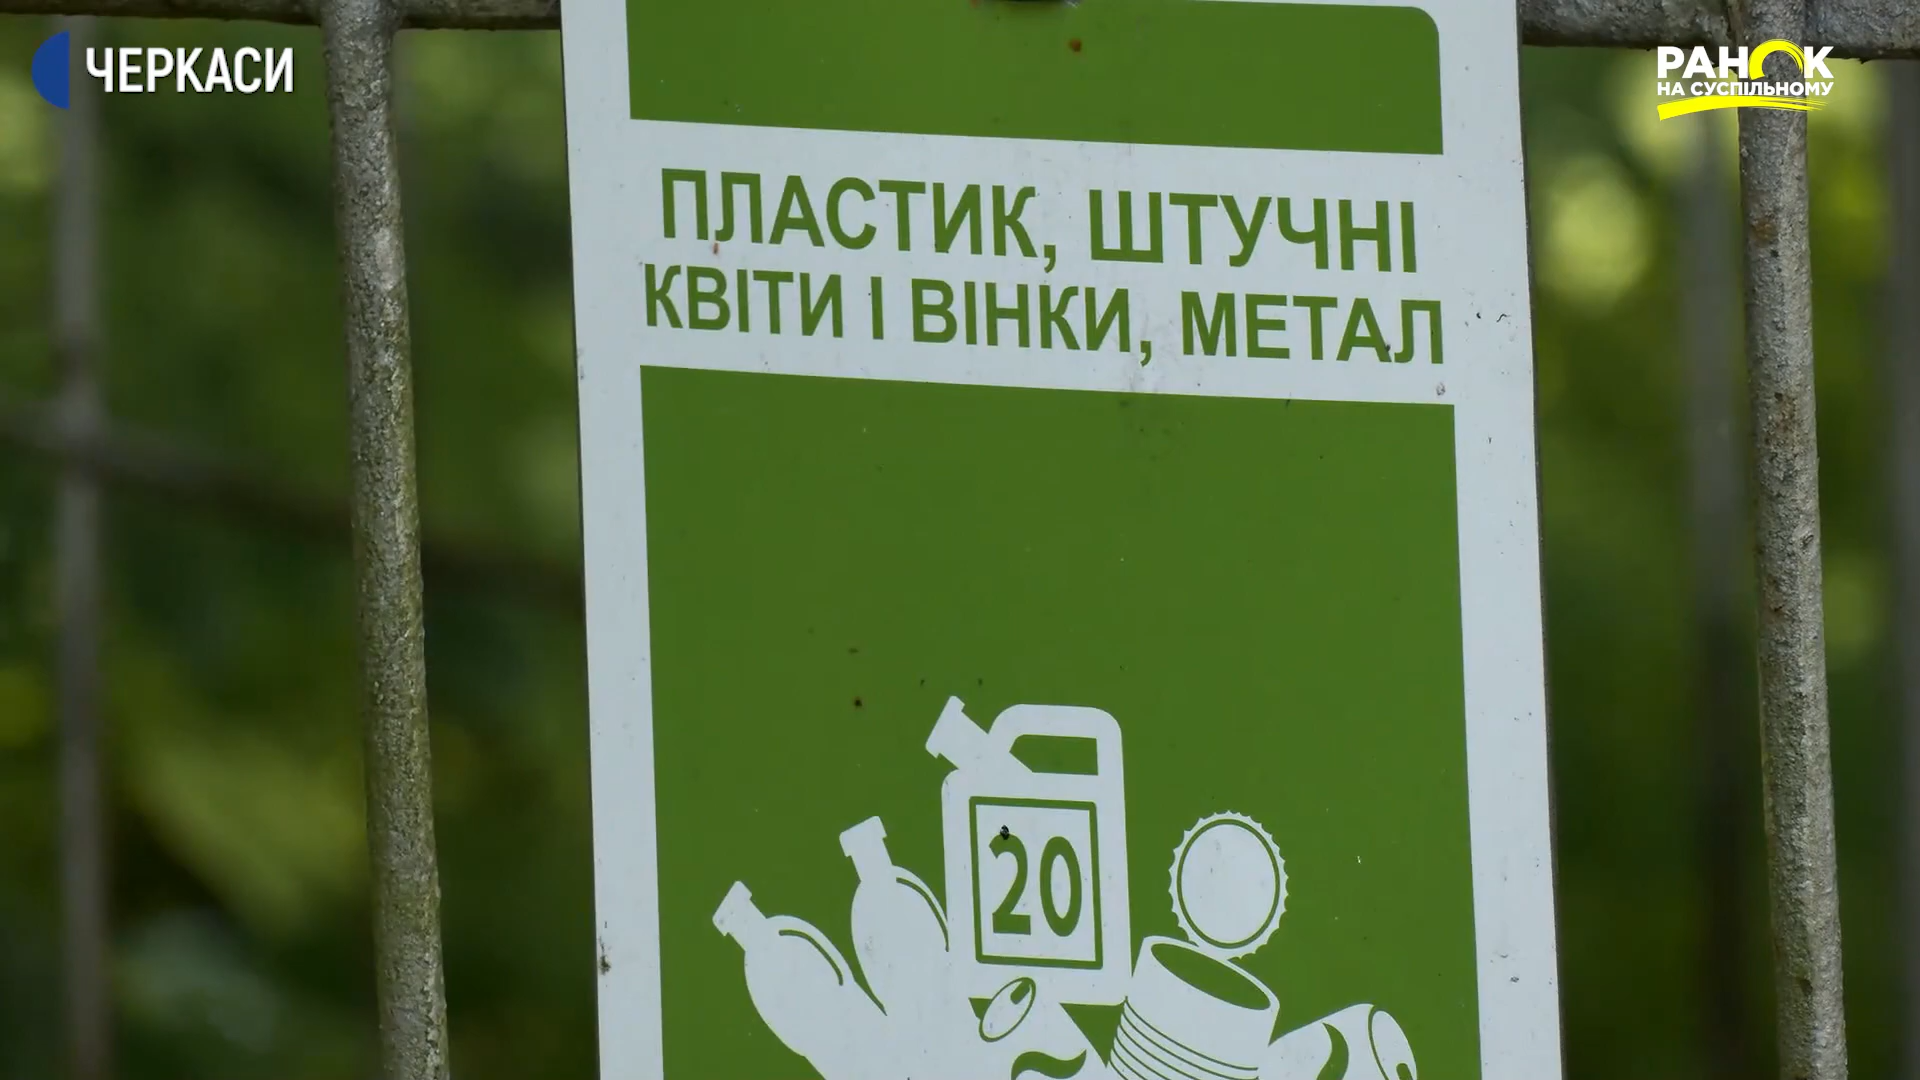 ЧЕРКАСИ
РАНОК
НА СУСПІЛЬНОМУ
ПЛАСТИК, ШТУЧНІ
КВІТИ І ВІНКИ, МЕТАЛ
20